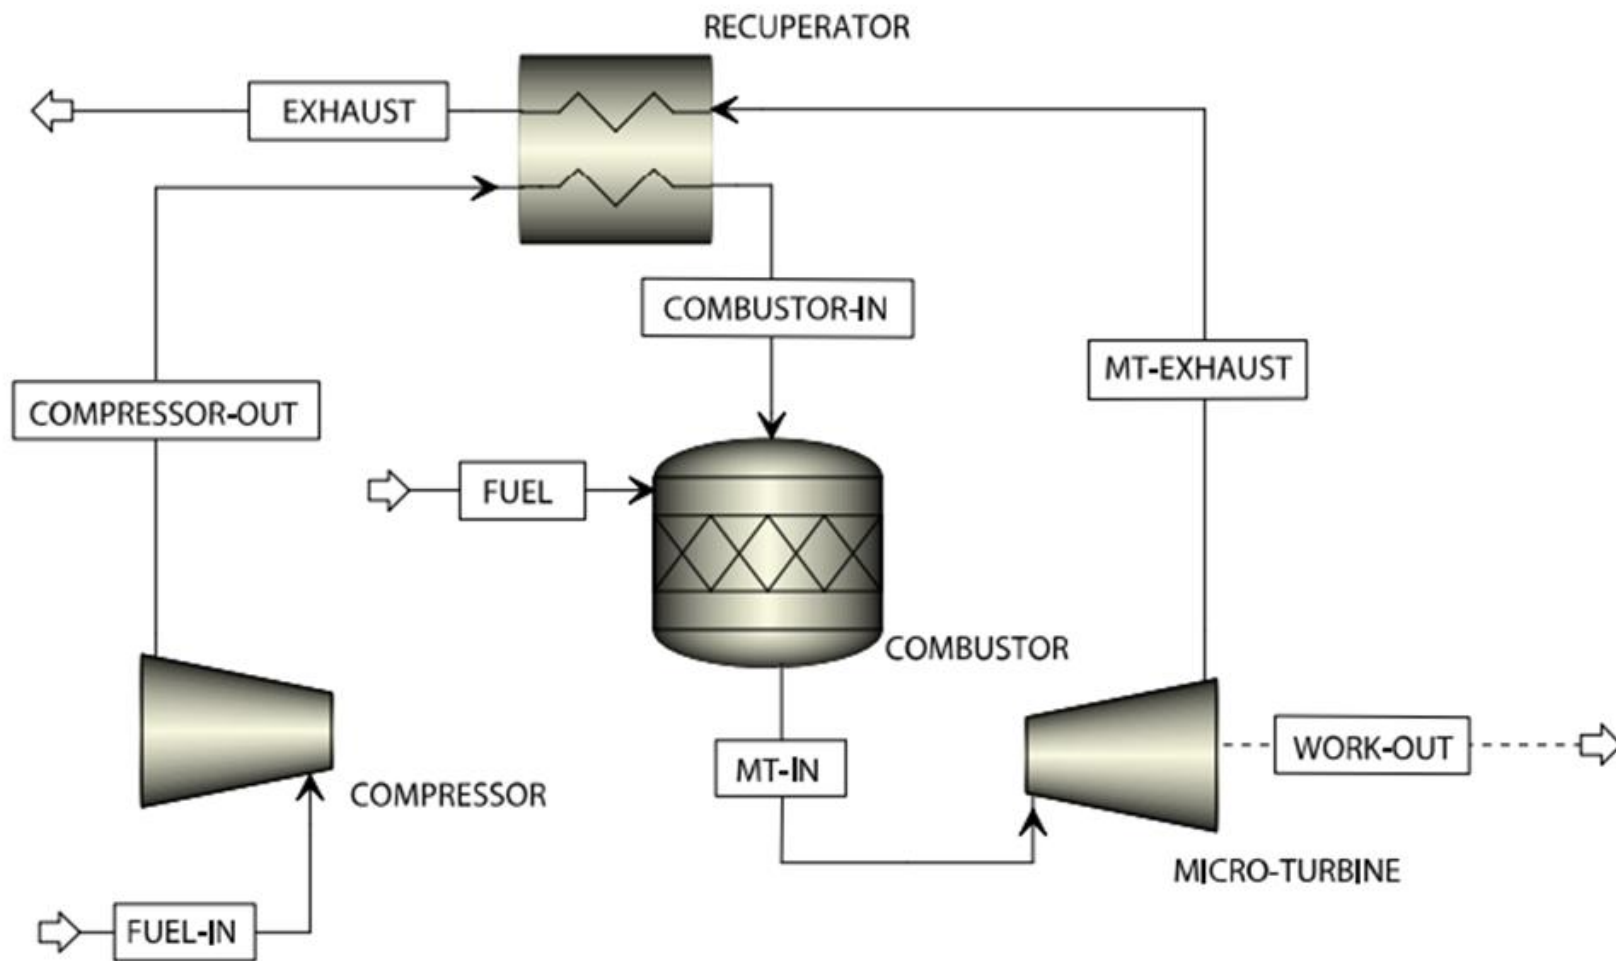 RECUPERATOR
EXHAUST
COMBUSTOR-IN
MT-EXHAUST
COMPRESSOR-OUT
FUEL
COMBUSTOR
WORK-OUT
MT-IN
COMPRESSOR
MICRO-TURBINE
FUEL-IN